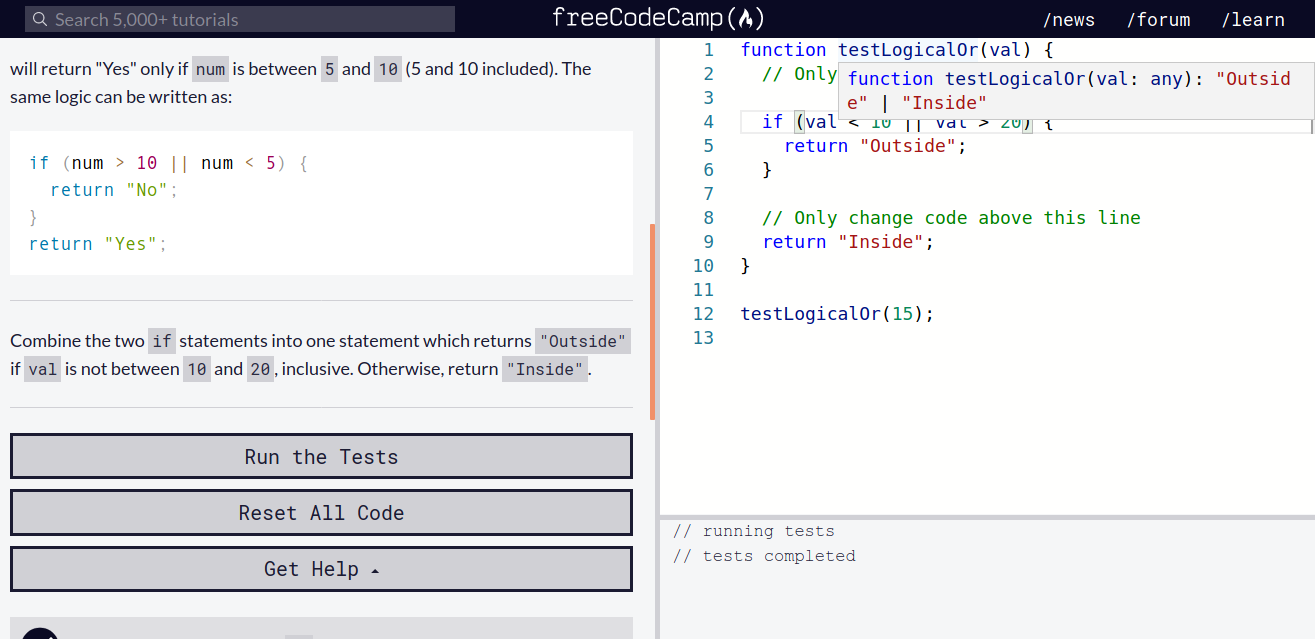 Search 5,000+ tutorials
freeCodeCamp
/news /forum /learn
will return "Yes" only if num is between 5 and 10 (5 and 10 included). The
same logic can be written as:
if (num > 10 || num < 5) {
return "No";
}
return "Yes";
Combine the two if statements into one statement which returns "Outside"
if val is not between 10 and 20, inclusive. Otherwise, return "Inside".
Run the Tests
Reset All Code
Get Help
1 function testLogicalOr(val) {
2 // Only
function testLogicalOr(val: any): "Outsid
e" | "Inside"
3
4 if (val < 10 || val > 20) {
5 return "Outside";
6 }
7
8 // Only change code above this line
9 return "Inside";
10 }
11
12 testLogicalOr(15);
13
// running tests
// tests completed